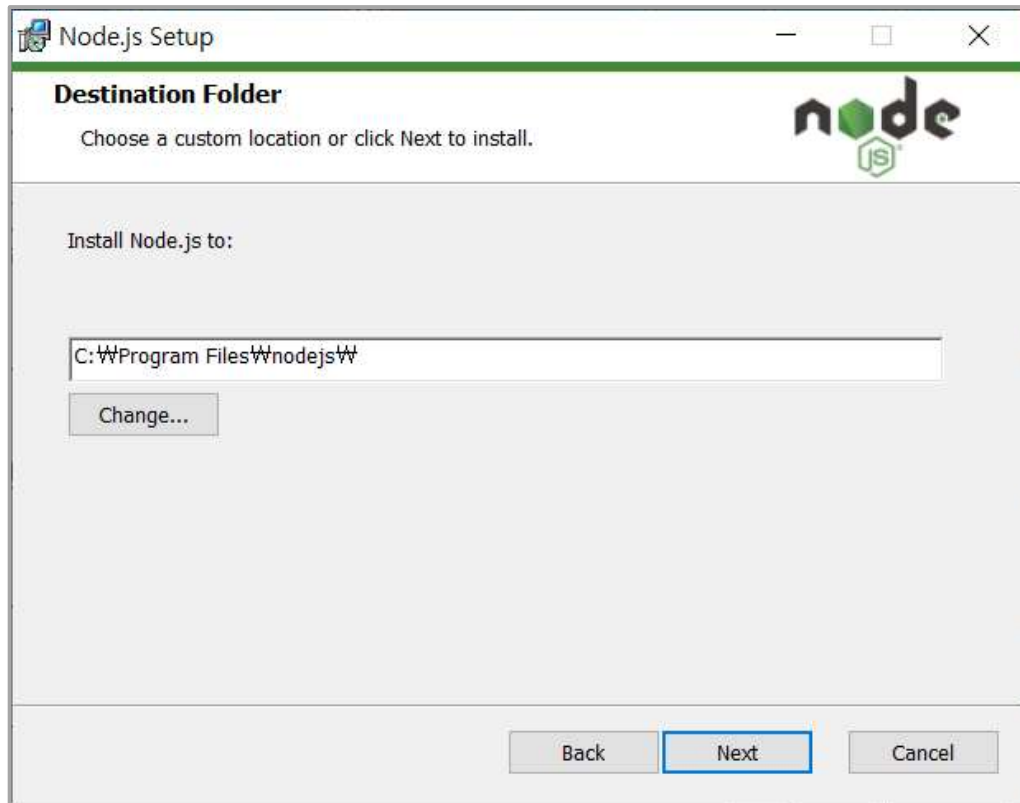 Node.js Setup
Destination Folder
Choose a custom location or click Next to install.
node
JS
Install Node.js to:
C:₩Program Files₩nodejs₩
Change...
Back
Next
Cancel